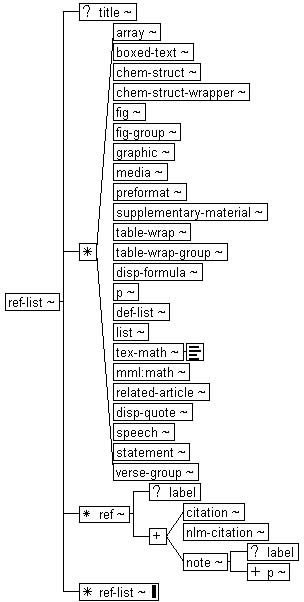 ? title ~
array ~
boxed-text ~
chem-struct ~
chem-struct-wrapper ~
fig ~
fig-group ~
graphic ~
media ~
preformat ~
supplementary-material ~
table-wrap ~
* table-wrap-group ~
disp-formula ~
p ~
def-list ~
ref-list ~
list ~
tex-math ~
mml:math ~
related-article ~
disp-quote ~
speech ~
statement ~
verse-group ~
? label
* ref ~
citation ~
+ nlm-citation ~
note ~ ? label
+ p ~
* ref-list ~